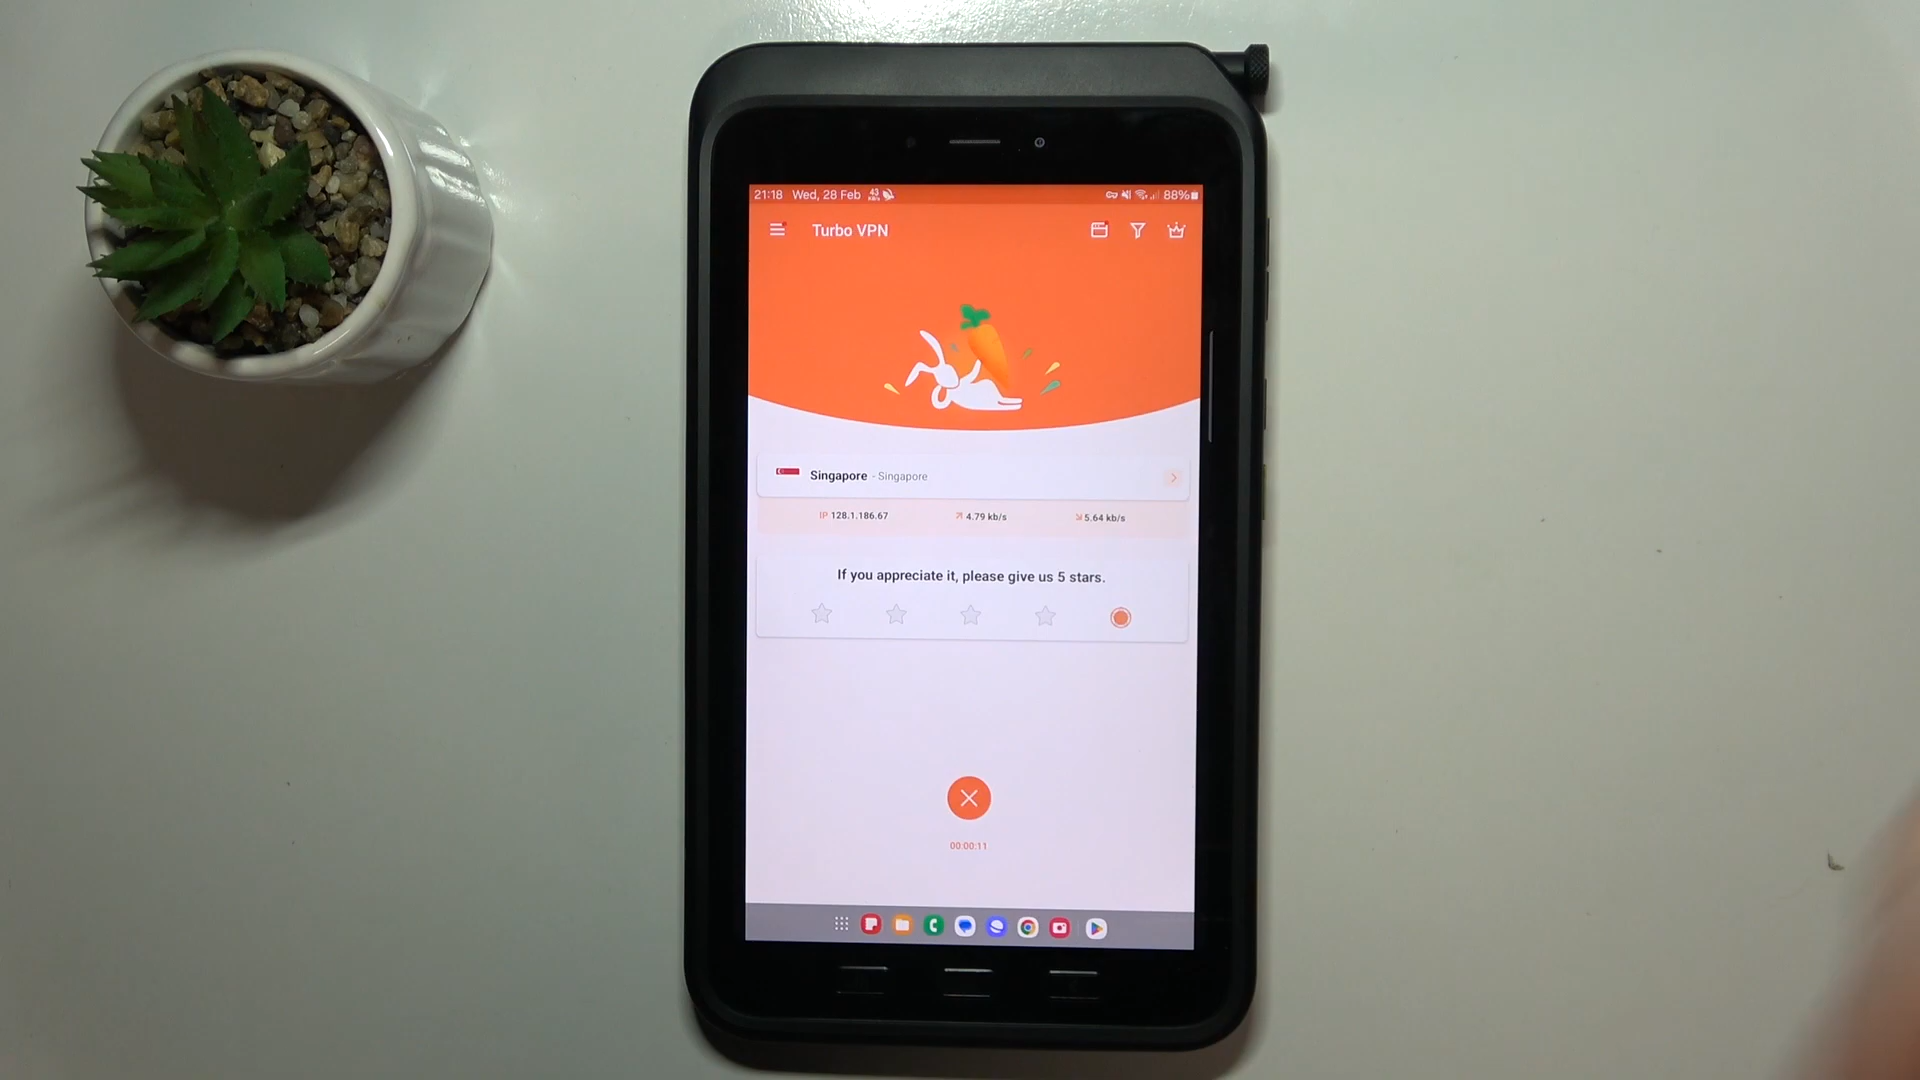 21:18 Wed, 28 Feb 43 88%
Turbo VPN
Singapore - Singapore
IP 128.1.186.67 4.79 kb/s 5.64 kb/s
If you appreciate it, please give us 5 stars.
00:00:11